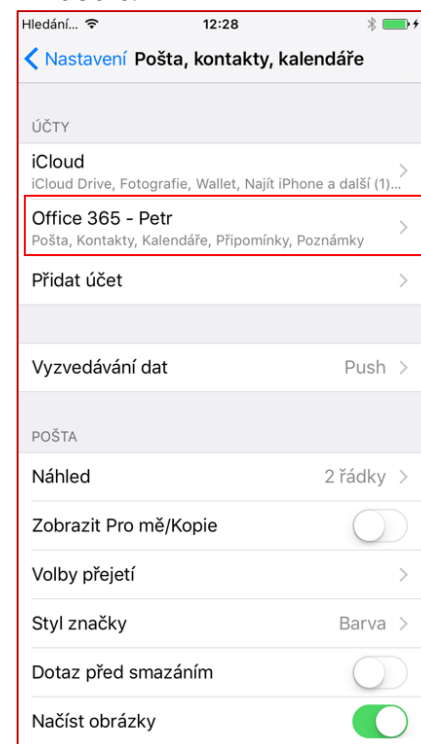 Hledání... 12:28
Nastavení Pošta, kontakty, kalendáře
ÚČTY
iCloud
iCloud Drive, Fotografie, Wallet, Najít iPhone a další (1)...
Office 365 - Petr
Pošta, Kontakty, Kalendáře, Připomínky, Poznámky
Přidat účet
Vyzvedávání dat Push
POŠTA
Náhled 2 řádky
Zobrazit Pro mě/Kopie
Volby přejetí
Styl značky Barva
Dotaz před smazáním
Načíst obrázky